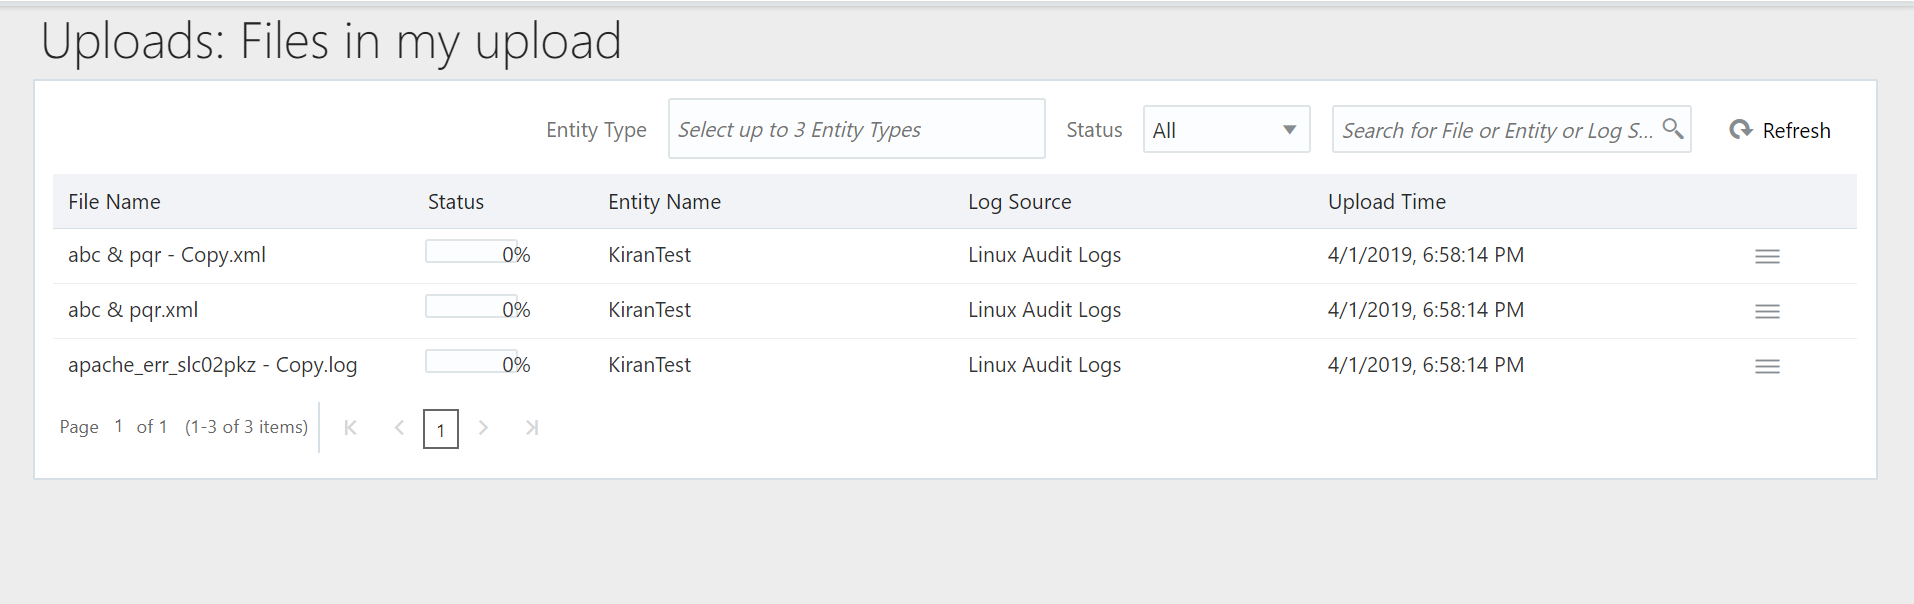 Uploads: Files in my upload
Entity Type Select up to 3 Entity Types Status All Search for File or Entity or Log S... Refresh
File Name Status Entity Name Log Source Upload Time
abc & pqr - Copy.xml 0% KiranTest Linux Audit Logs 4/1/2019, 6:58:14 PM
abc & pqr.xml 0% KiranTest Linux Audit Logs 4/1/2019, 6:58:14 PM
apache_err_slc02pkz - Copy.log 0% KiranTest Linux Audit Logs 4/1/2019, 6:58:14 PM
Page 1 of 1 (1-3 of 3 items) 1